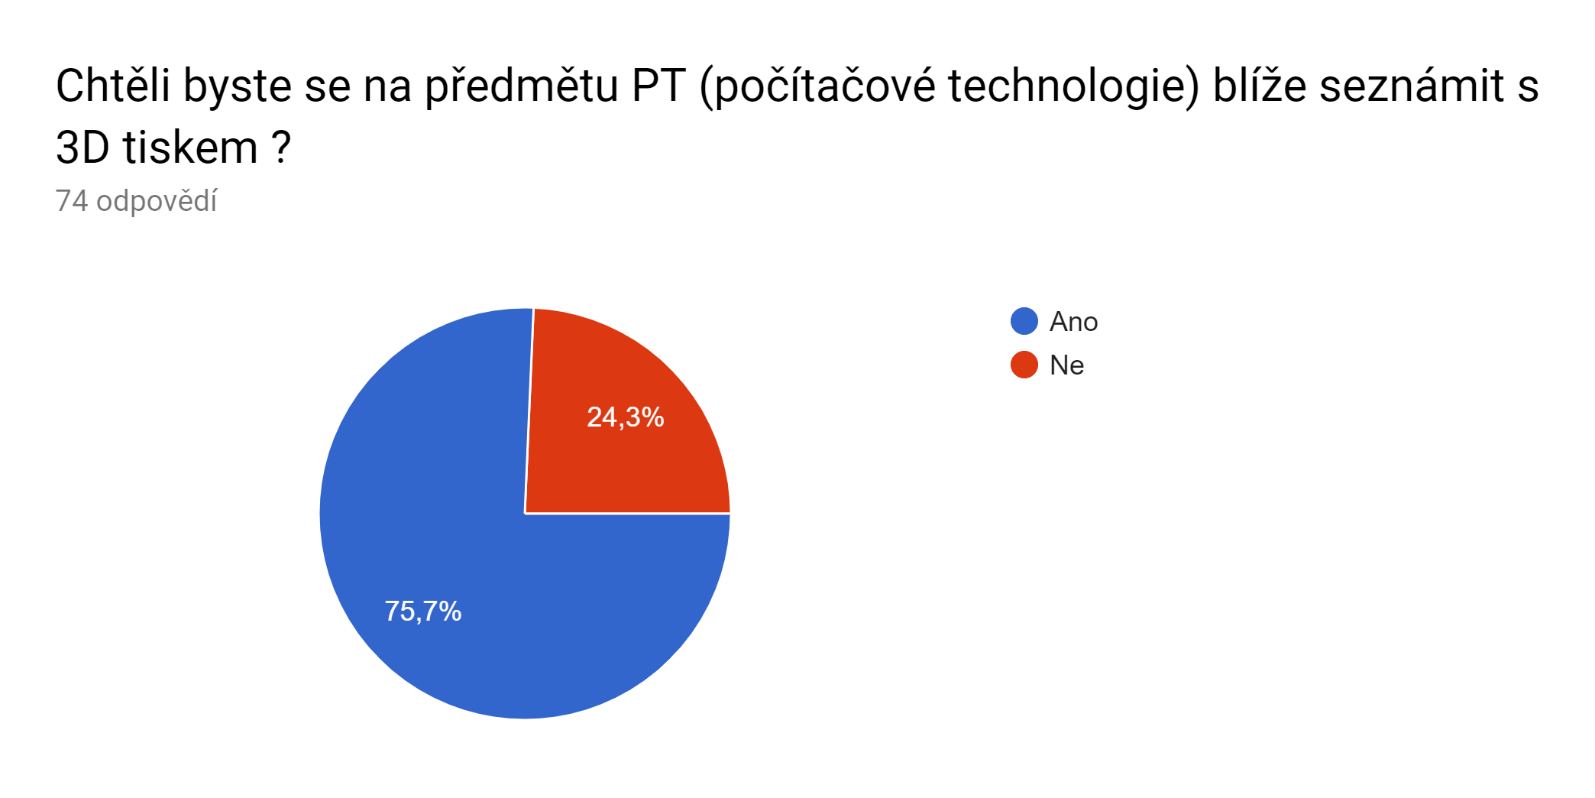 Chtěli byste se na předmětu PT (počítačové technologie) blíže seznámit s
3D tiskem ?
74 odpovědí
Ano
Ne
24,3%
75,7%